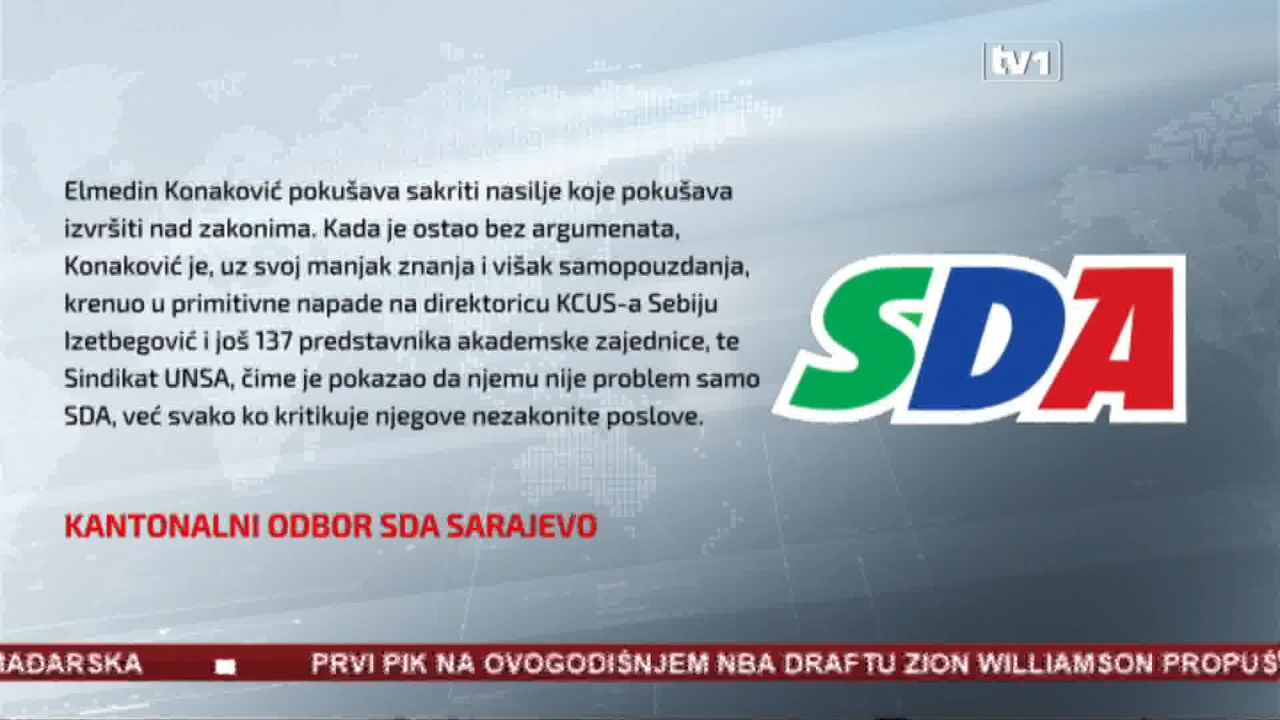 tv1
Elmedin Konaković pokušava sakriti nasilje koje pokušava
izvršiti nad zakonima. Kada je ostao bez argumenata,
Konaković je, uz svoj manjak znanja i višak samopouzdanja,
krenuo u primitivne napade na direktoricu KCUS-a Sebiju
Izetbegović i još 137 predstavnika akademske zajednice, te
Sindikat UNSA, čime je pokazao da njemu nije problem samo
SDA, već svako ko kritikuje njegove nezakonite poslove.
SDA
KANTONALNI ODBOR SDA SARAJEVO
MAĐARSKA PRVI PIK NA OVOGODIŠNJEM NBA DRAFTU ZION WILLIAMSON PROPUŠ